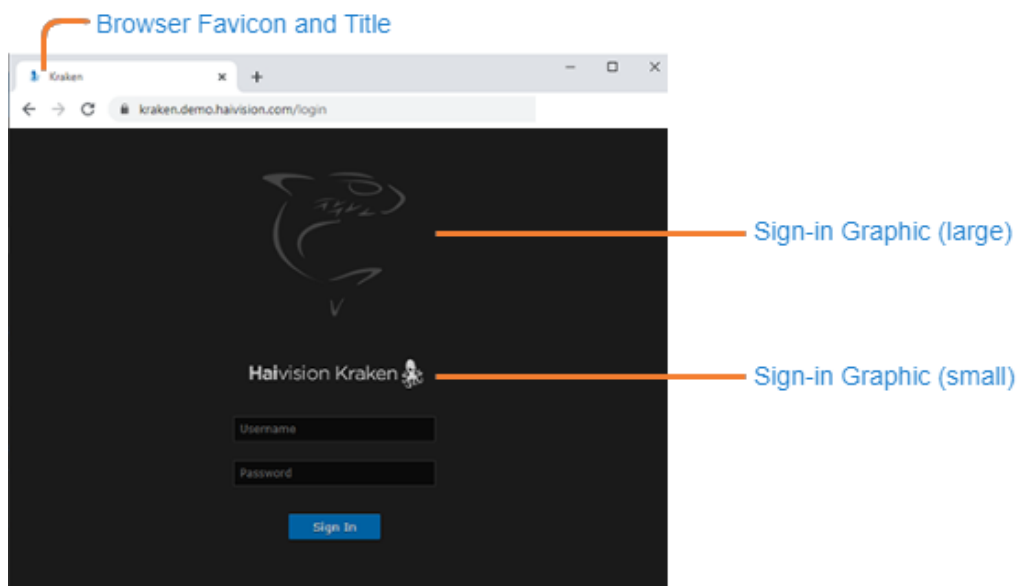 Browser Favicon and Title
Kraken
kraken.demo.haivision.com/login
Sign-in Graphic (large)
V
Haivision Kraken
Sign-in Graphic (small)
Username
Password
Sign In